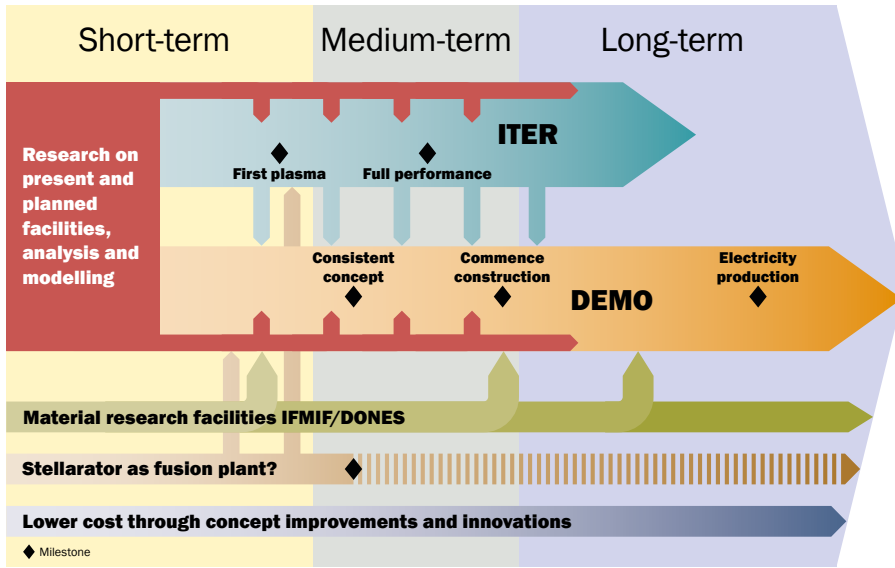 Short-term
Medium-term
Long-term
Research on
present and
planned
facilities,
analysis and
modelling
ITER
First plasma
Full performance
Consistent
concept
Commence
construction
Electricity
production
DEMO
Material research facilities IFMIF/DONES
Stellarator as fusion plant?
Lower cost through concept improvements and innovations
Milestone